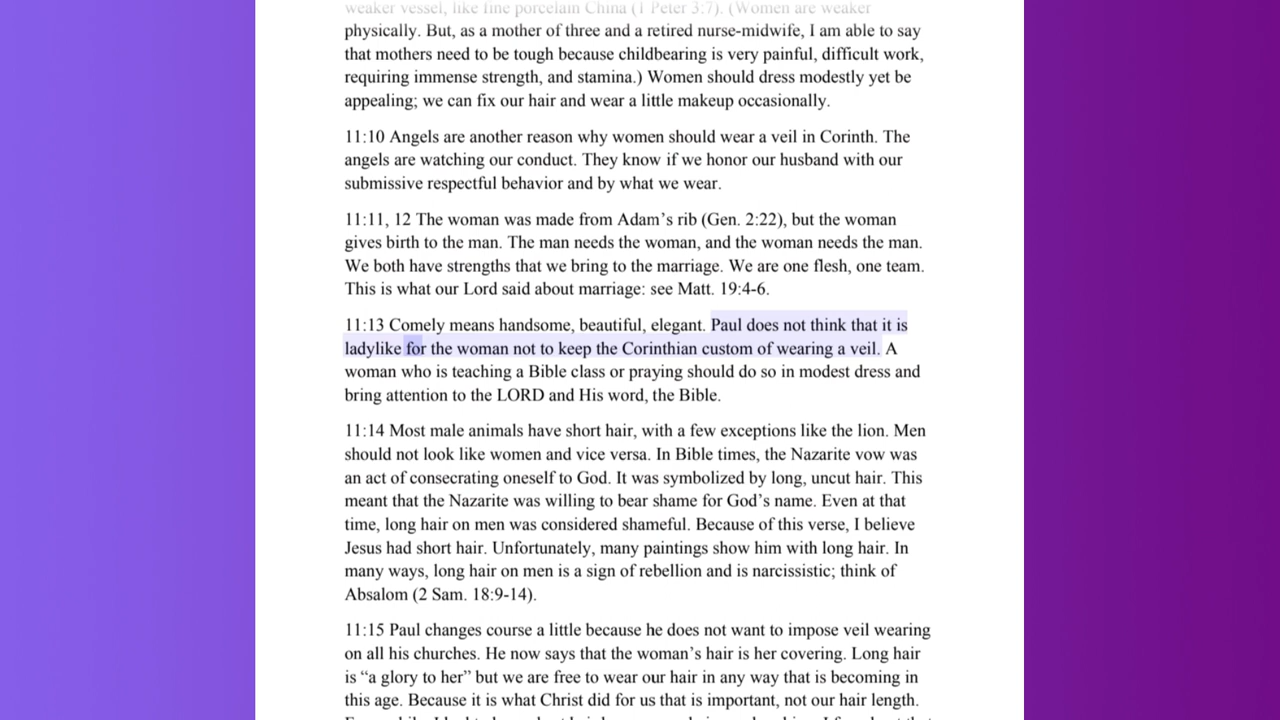 weaker vessel, like fine porcelain China (1 Peter 3:7). (Women are weaker
physically. But, as a mother of three and a retired nurse-midwife, I am able to say
that mothers need to be tough because childbearing is very painful, difficult work,
requiring immense strength, and stamina.) Women should dress modestly yet be
appealing; we can fix our hair and wear a little makeup occasionally.
11:10 Angels are another reason why women should wear a veil in Corinth. The
angels are watching our conduct. They know if we honor our husband with our
submissive respectful behavior and by what we wear.
11:11, 12 The woman was made from Adam’s rib (Gen. 2:22), but the woman
gives birth to the man. The man needs the woman, and the woman needs the man.
We both have strengths that we bring to the marriage. We are one flesh, one team.
This is what our Lord said about marriage: see Matt. 19:4-6.
11:13 Comely means handsome, beautiful, elegant. Paul does not think that it is
ladylike for the woman not to keep the Corinthian custom of wearing a veil. A
woman who is teaching a Bible class or praying should do so in modest dress and
bring attention to the LORD and His word, the Bible.
11:14 Most male animals have short hair, with a few exceptions like the lion. Men
should not look like women and vice versa. In Bible times, the Nazarite vow was
an act of consecrating oneself to God. It was symbolized by long, uncut hair. This
meant that the Nazarite was willing to bear shame for God’s name. Even at that
time, long hair on men was considered shameful. Because of this verse, I believe
Jesus had short hair. Unfortunately, many paintings show him with long hair. In
many ways, long hair on men is a sign of rebellion and is narcissistic; think of
Absalom (2 Sam. 18:9-14).
11:15 Paul changes course a little because he does not want to impose veil wearing
on all his churches. He now says that the woman’s hair is her covering. Long hair
is “a glory to her” but we are free to wear our hair in any way that is becoming in
this age. Because it is what Christ did for us that is important, not our hair length.